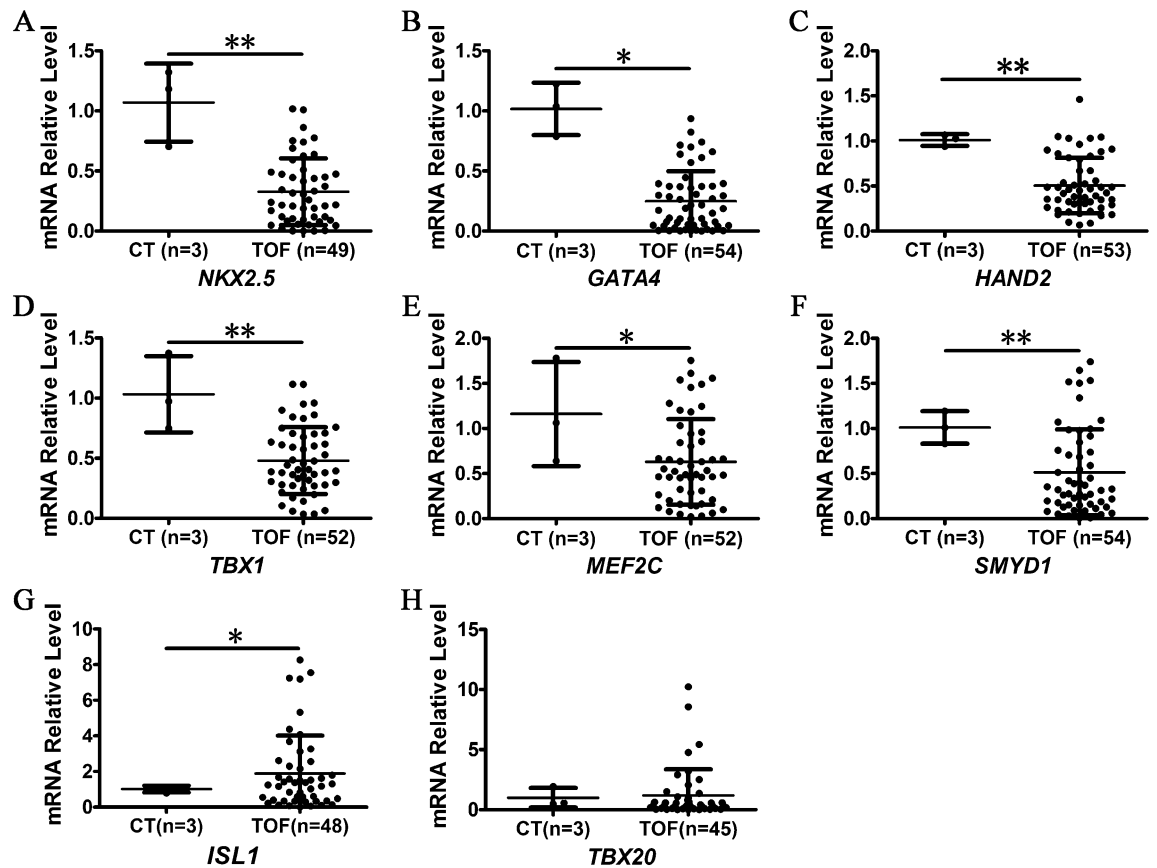 A
mRNA Relative Level
1.5
1.0
0.5
0.0
**
CT (n=3) TOF (n=49)
NKX2.5
B
mRNA Relative Level
1.5
1.0
0.5
0.0
*
CT (n=3) TOF (n=54)
GATA4
C
mRNA Relative Level
2.0
1.5
1.0
0.5
0.0
**
CT (n=3) TOF (n=53)
HAND2
D
mRNA Relative Level
1.5
1.0
0.5
0.0
**
CT (n=3) TOF (n=52)
TBX1
E
mRNA Relative Level
2.0
1.5
1.0
0.5
0.0
*
CT (n=3) TOF (n=52)
MEF2C
F
mRNA Relative Level
2.0
1.5
1.0
0.5
0.0
**
CT (n=3) TOF (n=54)
SMYD1
G
mRNA Relative Level
10
8
6
4
2
0
*
CT(n=3) TOF(n=48)
ISL1
H
mRNA Relative Level
15
10
5
0
CT(n=3) TOF(n=45)
TBX20